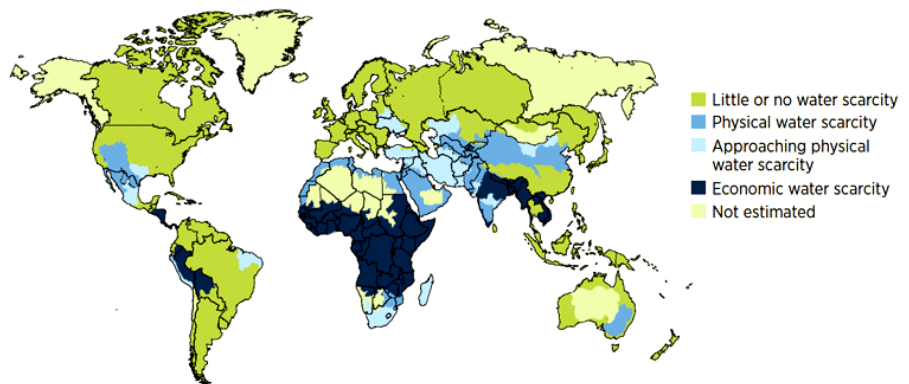 Little or no water scarcity
Physical water scarcity
Approaching physical
water scarcity
Economic water scarcity
Not estimated